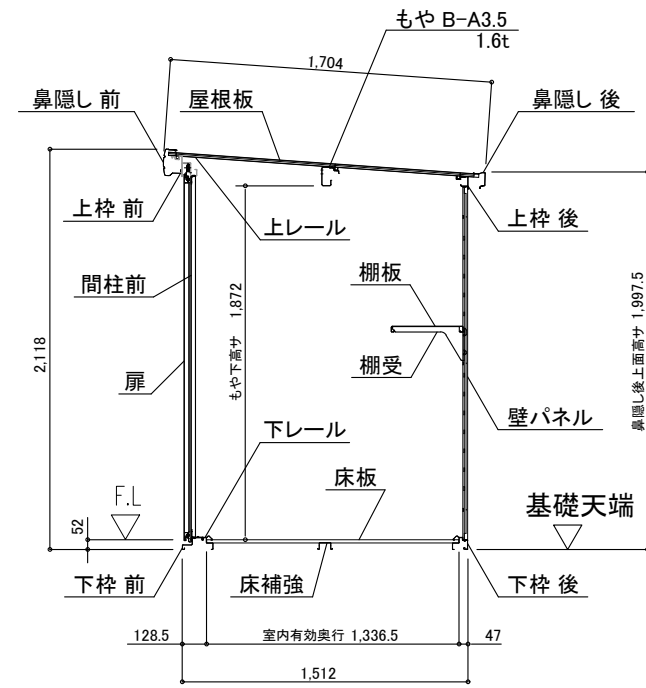 もや B-A3.5
1.6t
1,704
鼻隠し 前
屋根板
鼻隠し 後
上枠 前
上レール
上枠 後
間柱前
棚板
もや下高サ 1,872
棚受
2,118
鼻隠し後上面高サ 1,997.5
扉
壁パネル
下レール
F.L
床板
基礎天端
52
下枠 前
床補強
下枠 後
128.5
室内有効奥行 1,336.5
47
1,512